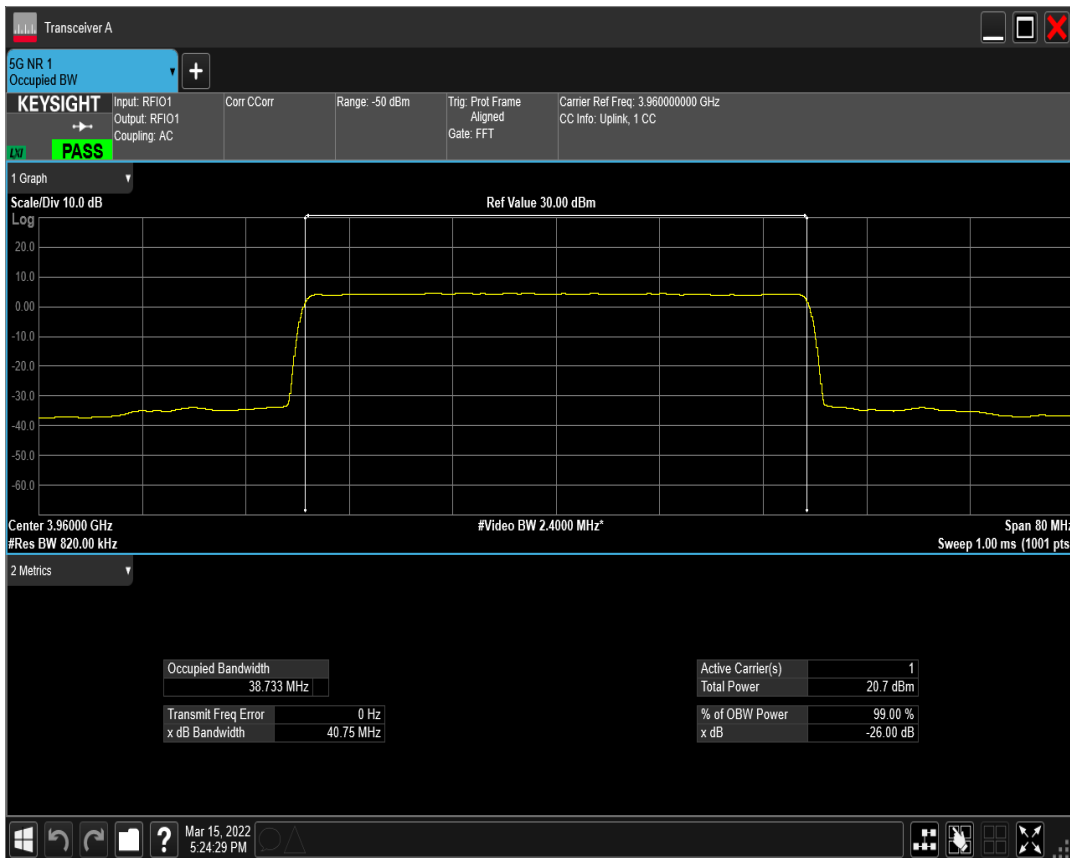 Transceiver A
5G NR 1
Occupied BW
+
KEYSIGHT
LXI
PASS
Input: RFIO1
Output: RFIO1
Coupling: AC
Corr CCorr
Range: -50 dBm
Trig: Prot Frame
Aligned
Gate: FFT
Carrier Ref Freq: 3.960000000 GHz
CC Info: Uplink, 1 CC
1 Graph
Scale/Div 10.0 dB
Ref Value 30.00 dBm
Log
20.0
10.0
0.00
-10.0
-20.0
-30.0
-40.0
-50.0
-60.0
Center 3.96000 GHz
#Video BW 2.4000 MHz*
Span 80 MHz
#Res BW 820.00 kHz
Sweep 1.00 ms (1001 pts
2 Metrics
Occupied Bandwidth
38.733 MHz
Transmit Freq Error 0 Hz
x dB Bandwidth 40.75 MHz
Active Carrier(s) 1
Total Power 20.7 dBm
% of OBW Power 99.00 %
x dB -26.00 dB
?
Mar 15, 2022
5:24:29 PM